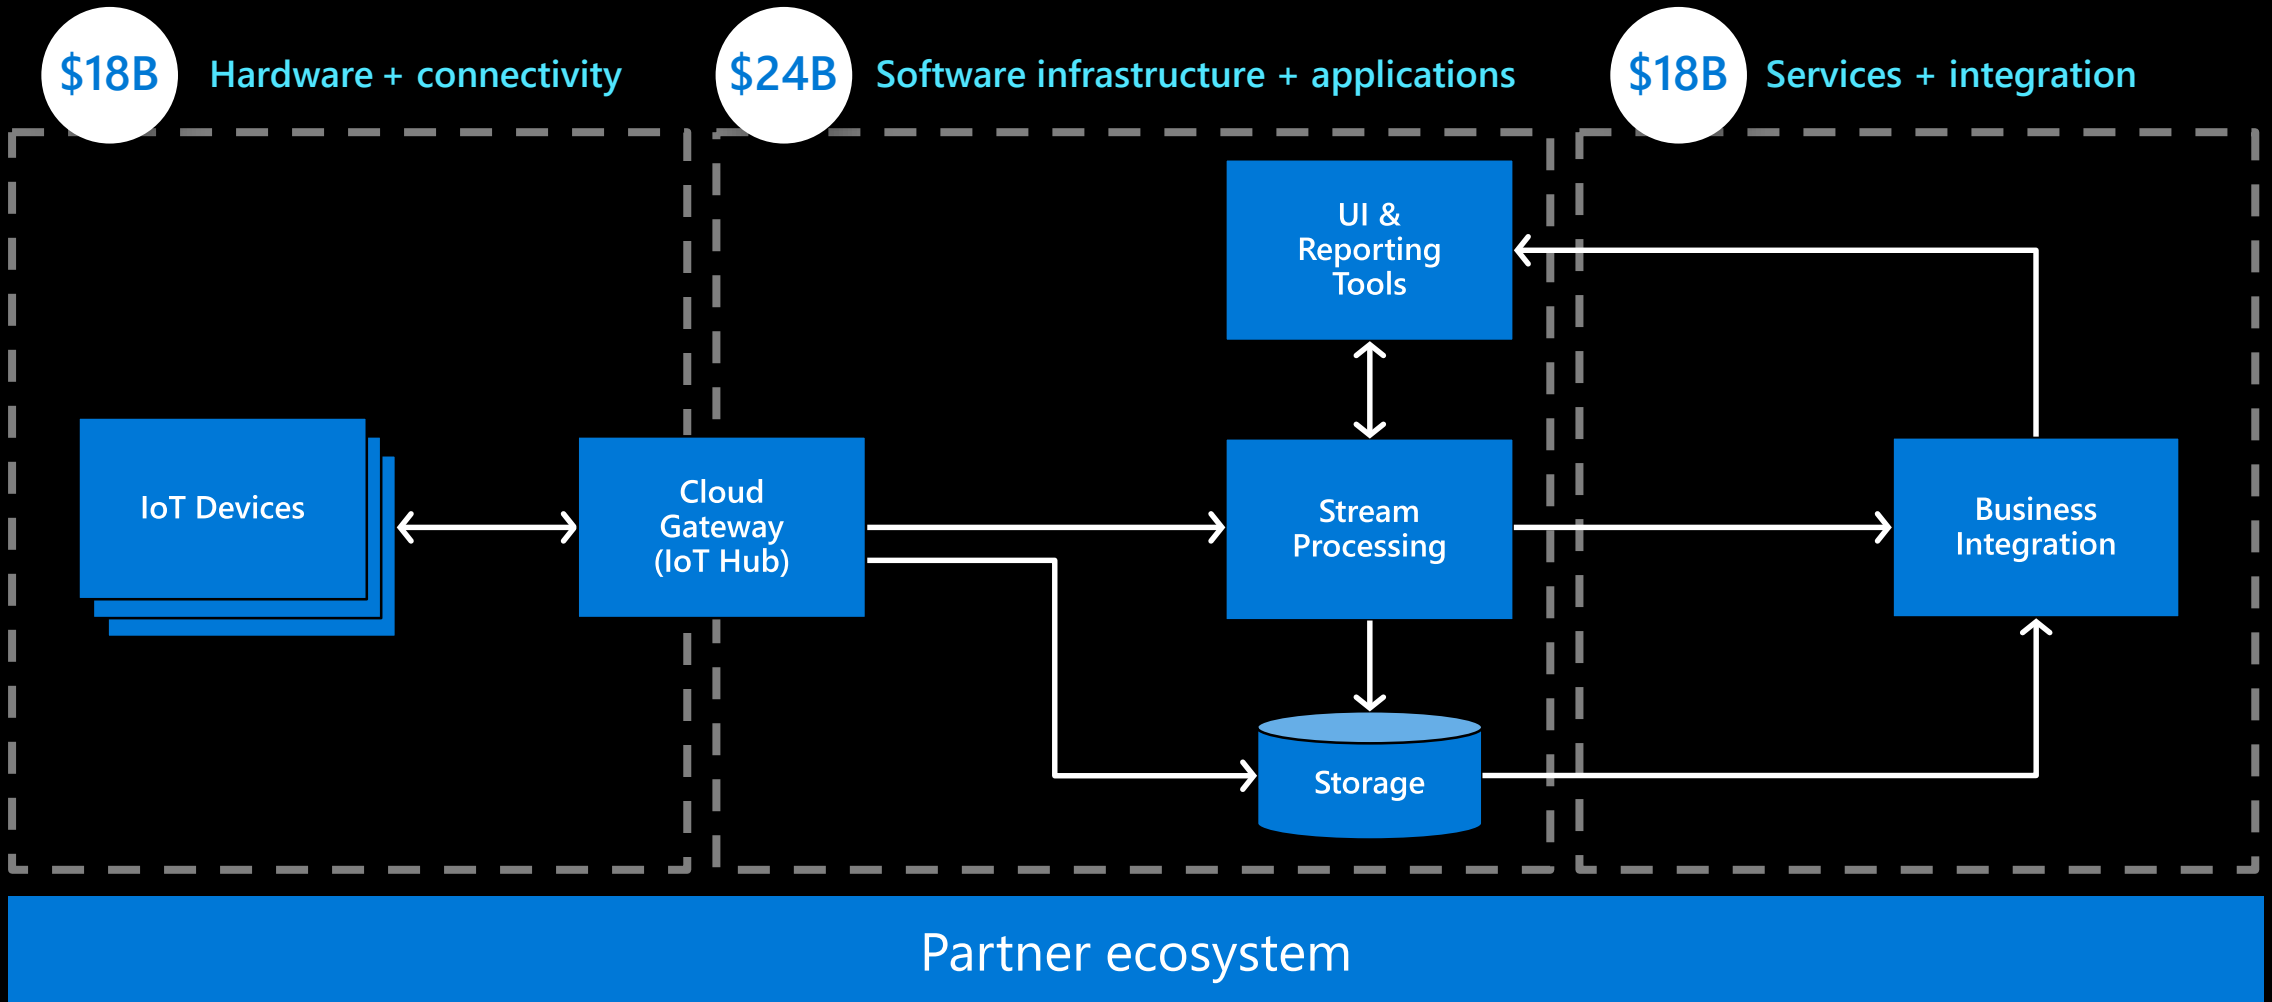 $18B
Hardware + connectivity
$24B
Software infrastructure + applications
$18B
Services + integration
UI &
Reporting
Tools
IoT Devices
Cloud
Gateway
(IoT Hub)
Stream
Processing
Business
Integration
Storage
Partner ecosystem